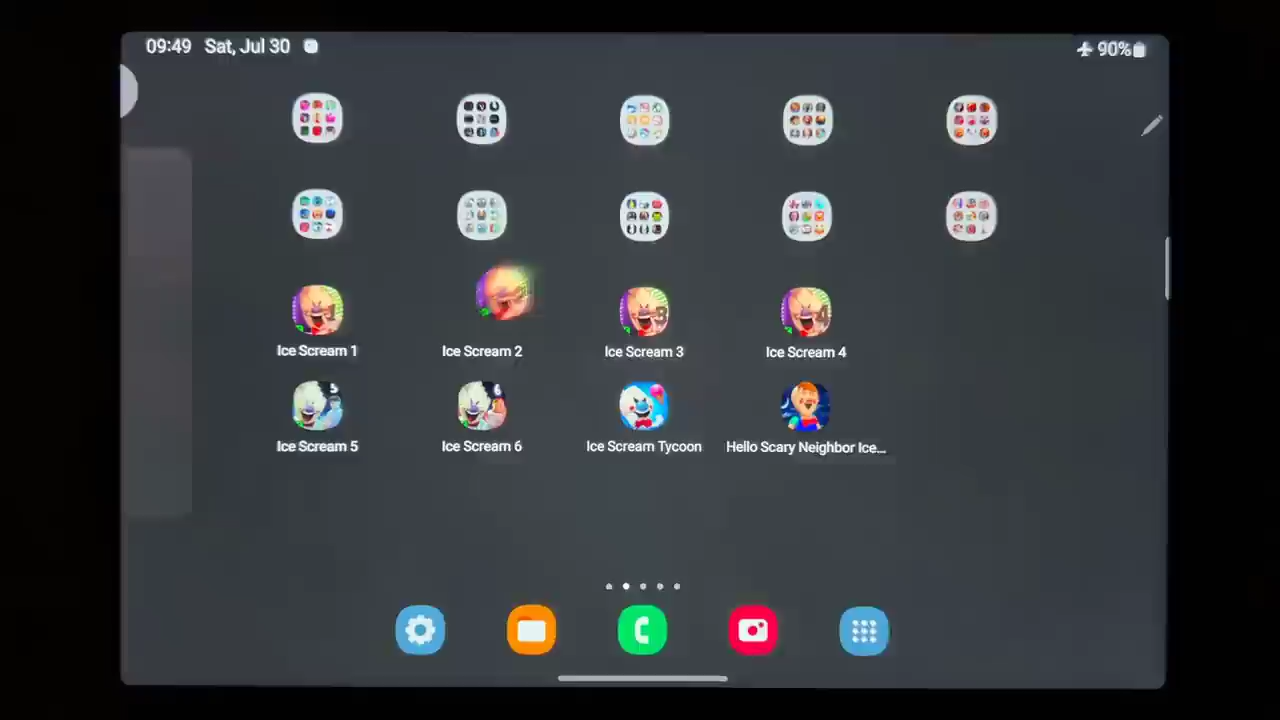 09:49 Sat, Jul 30 90%
Ice Scream 1 Ice Scream 2 Ice Scream 3 Ice Scream 4
Ice Scream 5 Ice Scream 6 Ice Scream Tycoon Hello Scary Neighbor Ice...